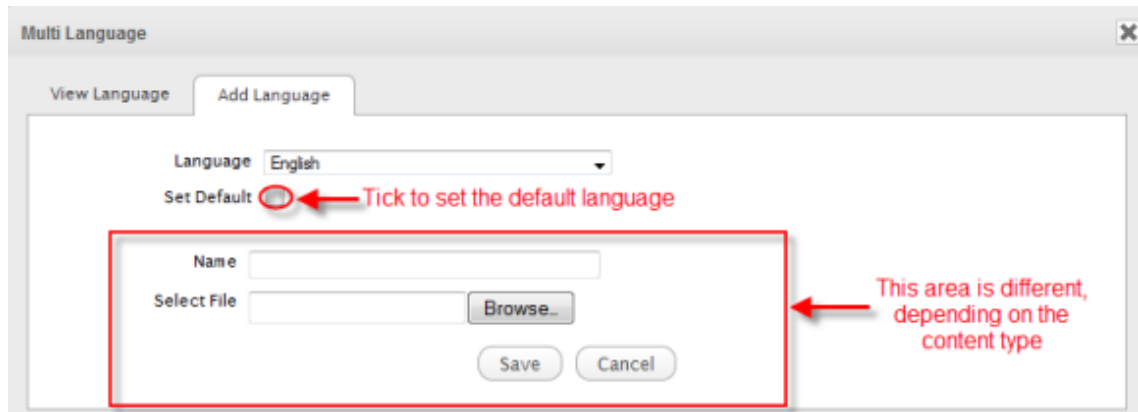 Multi Language
View Language Add Language
Language English
Set Default Tick to set the default language
Name
Select File Browse...
This area is different,
depending on the
content type
Save Cancel